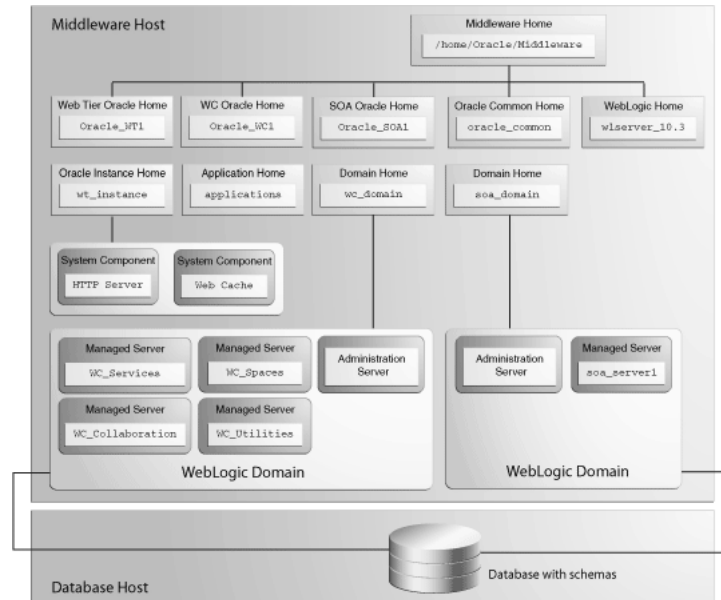 Middleware Host
Middleware Home
/home/Oracle/Middleware
Web Tier Oracle Home
Oracle_WT1
WC Oracle Home
Oracle_WC1
SOA Oracle Home
Oracle_SOA1
Oracle Common Home
oracle_common
WebLogic Home
wlserver_10.3
Oracle Instance Home
wt_instance
Application Home
applications
Domain Home
wc_domain
Domain Home
soa_domain
System Component
HTTP Server
System Component
Web Cache
Managed Server
WC_Services
Managed Server
WC_Spaces
Administration
Server
Managed Server
WC_Collaboration
Managed Server
WC_Utilities
WebLogic Domain
Administration
Server
Managed Server
soa_server1
WebLogic Domain
Database with schemas
Database Host